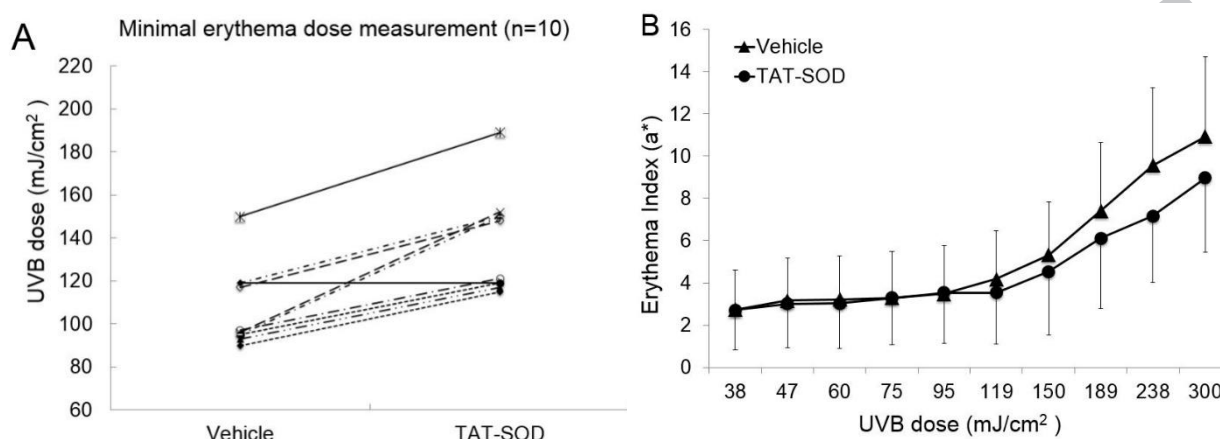 A
Minimal erythema dose measurement (n=10)
UVB dose (mJ/cm²)
220
200
180
160
140
120
100
80
60
Vehicle
TAT-SOD
B
Vehicle
TAT-SOD
Erythema Index (a*)
16
14
12
10
8
6
4
2
0
38 47 60 75 95 119 150 189 238 300
UVB dose (mJ/cm²)